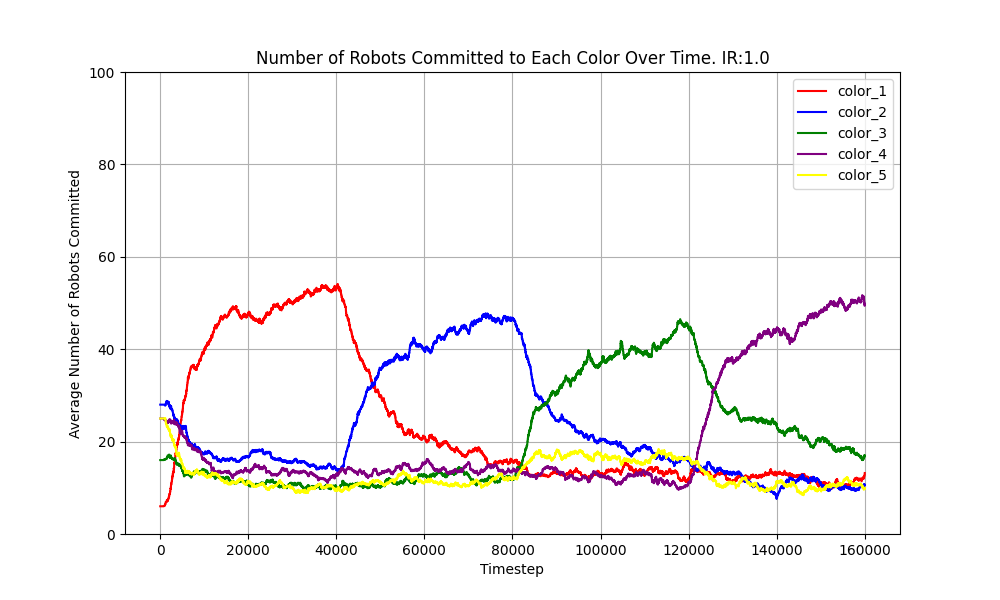 Number of Robots Committed to Each Color Over Time. IR:1.0
Average Number of Robots Committed
100
80
60
40
20
0
color_1
color_2
color_3
color_4
color_5
0 20000 40000 60000 80000 100000 120000 140000 160000
Timestep